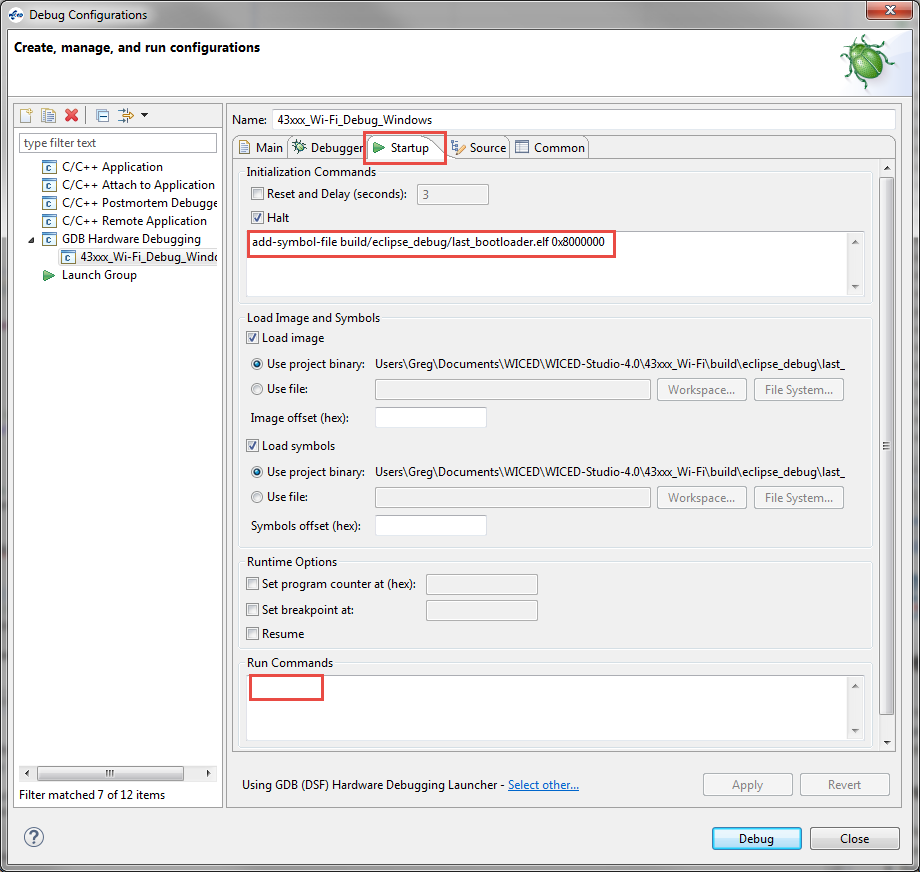 Debug Configurations
Create, manage, and run configurations
type filter text
C/C++ Application
C/C++ Attach to Application
C/C++ Postmortem Debugge
C/C++ Remote Application
GDB Hardware Debugging
43xxx_Wi-Fi_Debug_Windo
Launch Group
Filter matched 7 of 12 items
Name: 43xxx_Wi-Fi_Debug_Windows
Main Debugger Startup Source Common
Initialization Commands
Reset and Delay (seconds): 3
Halt
add-symbol-file build/eclipse_debug/last_bootloader.elf 0x8000000
Load Image and Symbols
Load image
Use project binary: Users\Greg\Documents\WICED\WICED-Studio-4.0\43xxx_Wi-Fi\build\eclipse_debug\last_
Use file: Workspace... File System...
Image offset (hex):
Load symbols
Use project binary: Users\Greg\Documents\WICED\WICED-Studio-4.0\43xxx_Wi-Fi\build\eclipse_debug\last_
Use file: Workspace... File System...
Symbols offset (hex):
Runtime Options
Set program counter at (hex):
Set breakpoint at:
Resume
Run Commands
Using GDB (DSF) Hardware Debugging Launcher - Select other...
Apply Revert
Debug Close